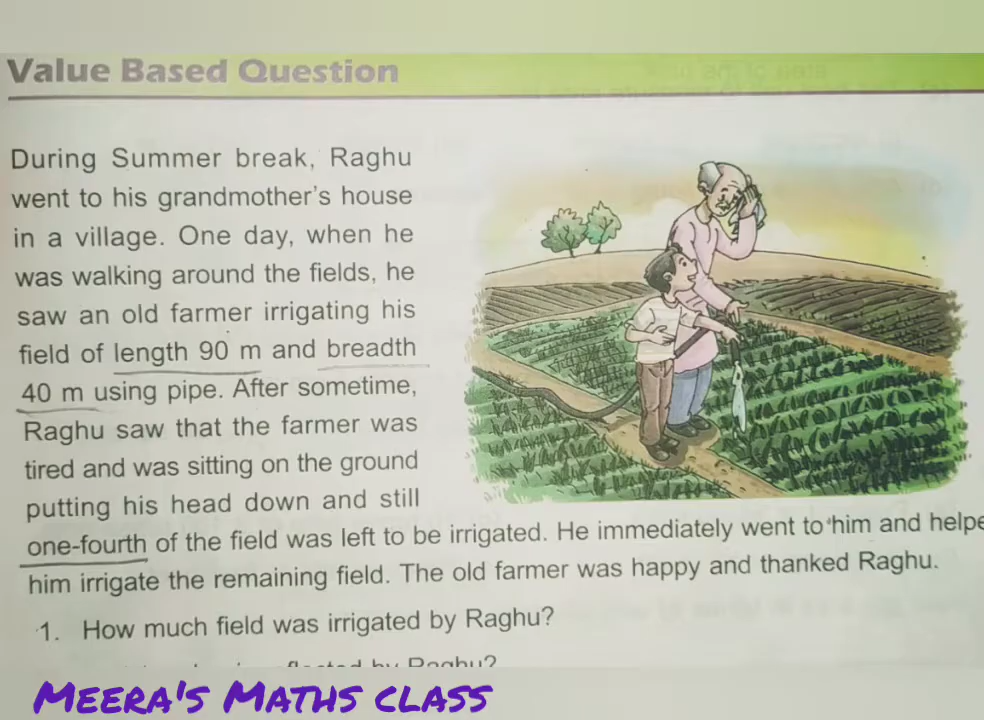 Value Based Question
During Summer break, Raghu
went to his grandmother's house
in a village. One day, when he
was walking around the fields, he
saw an old farmer irrigating his
field of length 90 m and breadth
40 m using pipe. After sometime,
Raghu saw that the farmer was
tired and was sitting on the ground
putting his head down and still
one-fourth of the field was left to be irrigated. He immediately went to him and helpe
him irrigate the remaining field. The old farmer was happy and thanked Raghu.
1. How much field was irrigated by Raghu?
by Raghu?
MEERA'S MATHS CLASS